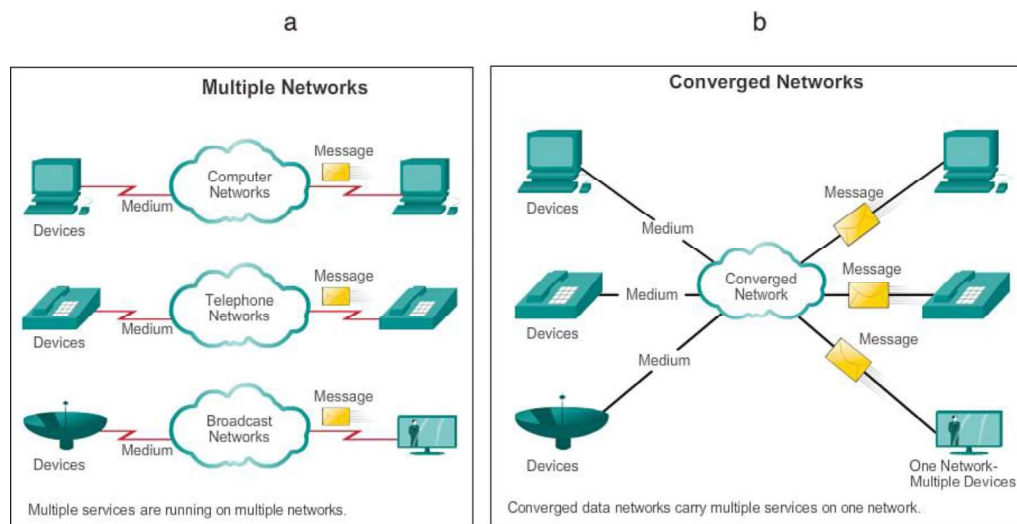 a
Multiple Networks
Message
Computer
Networks
Medium
Devices
Message
Telephone
Networks
Medium
Devices
Message
Broadcast
Networks
Medium
Devices
Multiple services are running on multiple networks.
b
Converged Networks
Devices
Message
Medium
Converged
Network
Message
Medium
Devices
Message
Medium
Devices
One Network-
Multiple Devices
Converged data networks carry multiple services on one network.